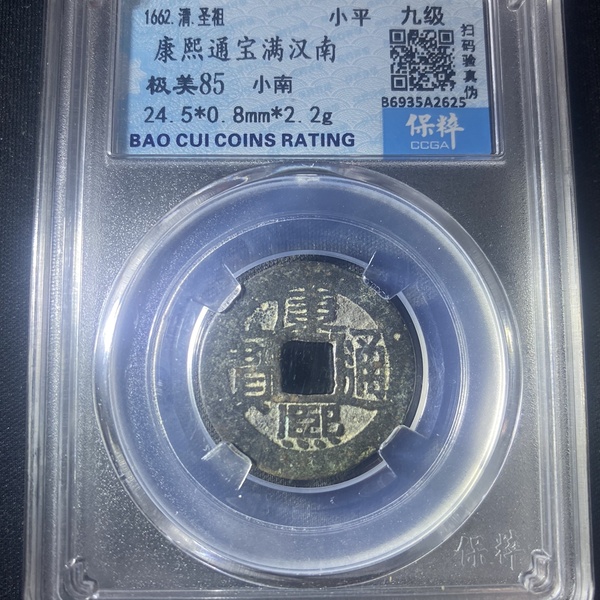 1662.清.圣祖 小平 九级
康熙通宝满汉南
极美85 小南
24.5*0.8mm*2.2g
BAO CUI COINS RATING
扫码验真伪
B6935A2625
保粹
CCGA
康熙通寶
保粹